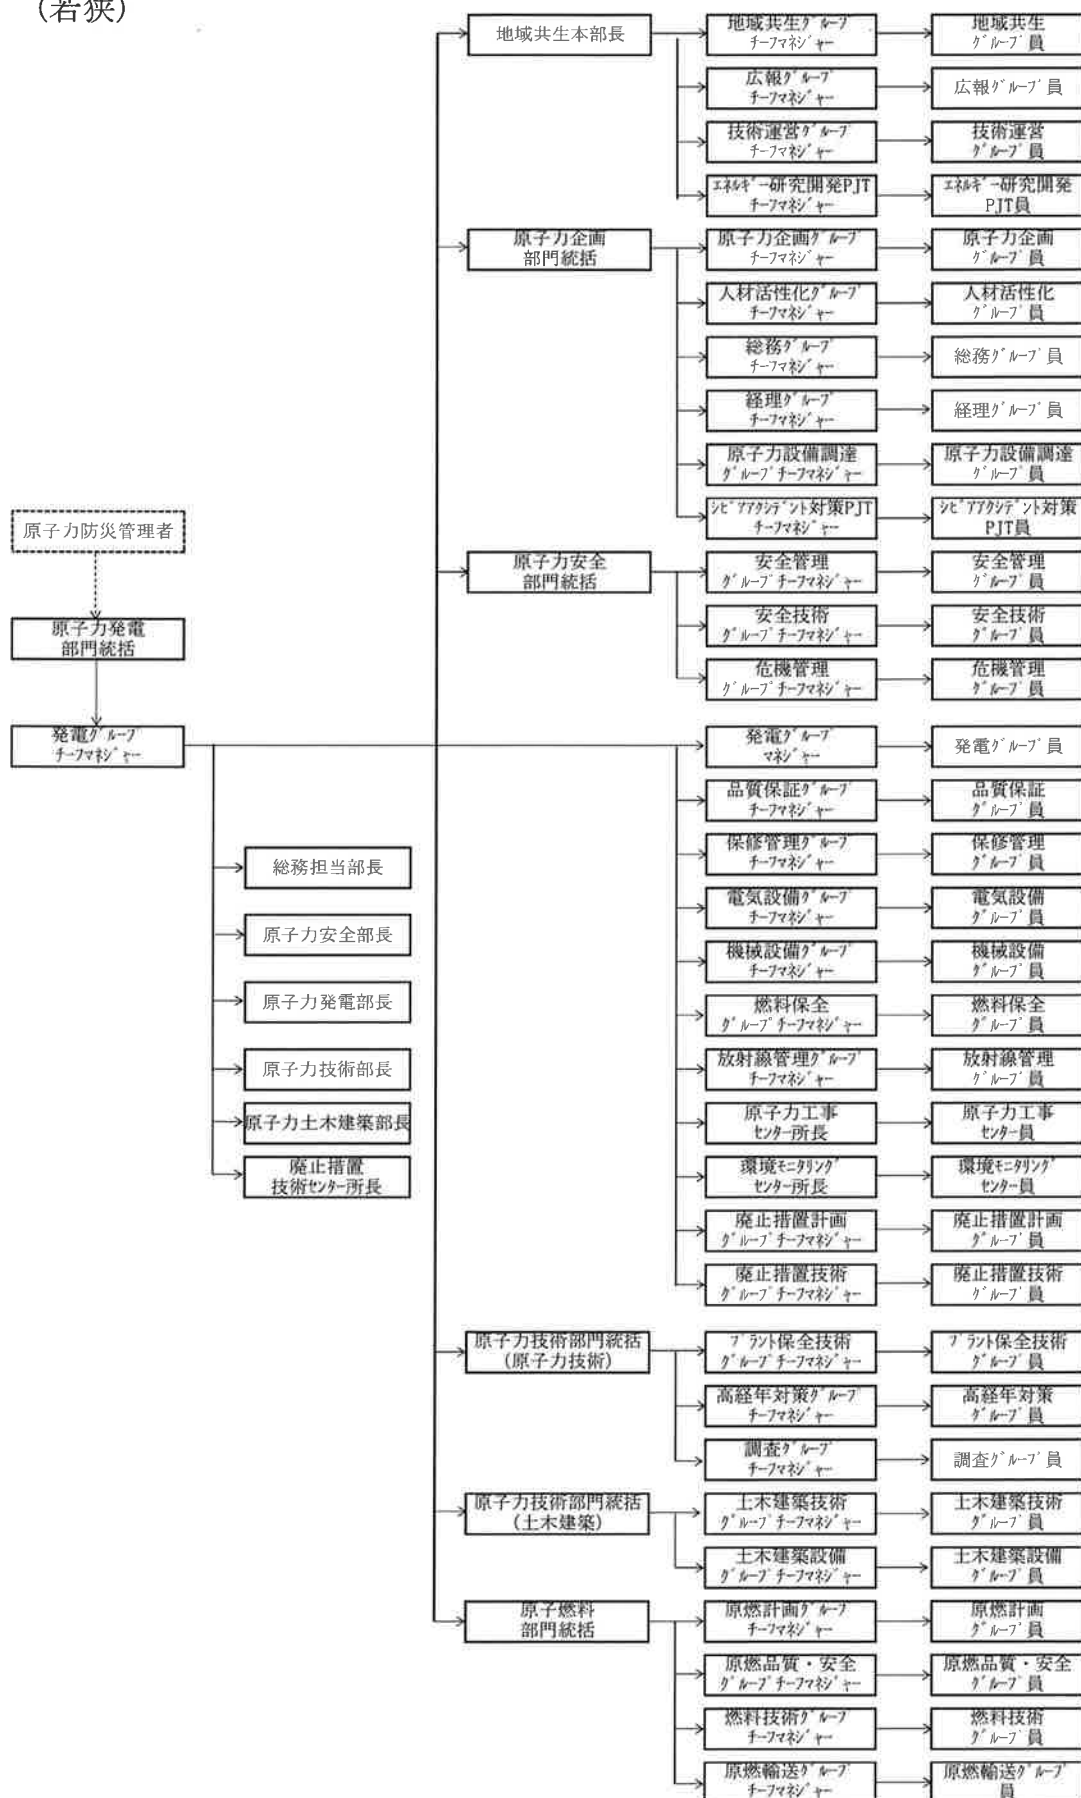 (若狭)
地域共生本部長
地域共生グループ
チーフマネジャー
地域共生
グループ員
広報グループ
チーフマネジャー
広報グループ員
技術運営グループ
チーフマネジャー
技術運営
グループ員
エネルギー研究開発PJT
チーフマネジャー
エネルギー研究開発
PJT員
原子力企画
部門統括
原子力企画グループ
チーフマネジャー
原子力企画
グループ員
人材活性化グループ
チーフマネジャー
人材活性化
グループ員
総務グループ
チーフマネジャー
総務グループ員
経理グループ
チーフマネジャー
経理グループ員
原子力設備調達
グループチーフマネジャー
原子力設備調達
グループ員
シビアアクシデント対策PJT
チーフマネジャー
シビアアクシデント対策
PJT員
原子力防災管理者
原子力発電
部門統括
発電グループ
チーフマネジャー
原子力安全
部門統括
安全管理
グループチーフマネジャー
安全管理
グループ員
安全技術
グループチーフマネジャー
安全技術
グループ員
危機管理
グループチーフマネジャー
危機管理
グループ員
発電グループ
マネジャー
発電グループ員
品質保証グループ
チーフマネジャー
品質保証
グループ員
保修管理グループ
チーフマネジャー
保修管理
グループ員
電気設備グループ
チーフマネジャー
電気設備
グループ員
機械設備グループ
チーフマネジャー
機械設備
グループ員
燃料保全
グループチーフマネジャー
燃料保全
グループ員
放射線管理グループ
チーフマネジャー
放射線管理
グループ員
原子力工事
センター所長
原子力工事
センター員
環境モニタリング
センター所長
環境モニタリング
センター員
廃止措置計画
グループチーフマネジャー
廃止措置計画
グループ員
廃止措置技術
グループチーフマネジャー
廃止措置技術
グループ員
総務担当部長
原子力安全部長
原子力発電部長
原子力技術部長
原子力土木建築部長
廃止措置
技術センター所長
原子力技術部門統括
(原子力技術)
プラント保全技術
グループチーフマネジャー
プラント保全技術
グループ員
高経年対策グループ
チーフマネジャー
高経年対策
グループ員
調査グループ
チーフマネジャー
調査グループ員
原子力技術部門統括
(土木建築)
土木建築技術
グループチーフマネジャー
土木建築技術
グループ員
土木建築設備
グループチーフマネジャー
土木建築設備
グループ員
原子燃料
部門統括
原燃計画グループ
チーフマネジャー
原燃計画
グループ員
原燃品質・安全
グループチーフマネジャー
原燃品質・安全
グループ員
燃料技術グループ
チーフマネジャー
燃料技術
グループ員
原燃輸送グループ
チーフマネジャー
原燃輸送グループ
員